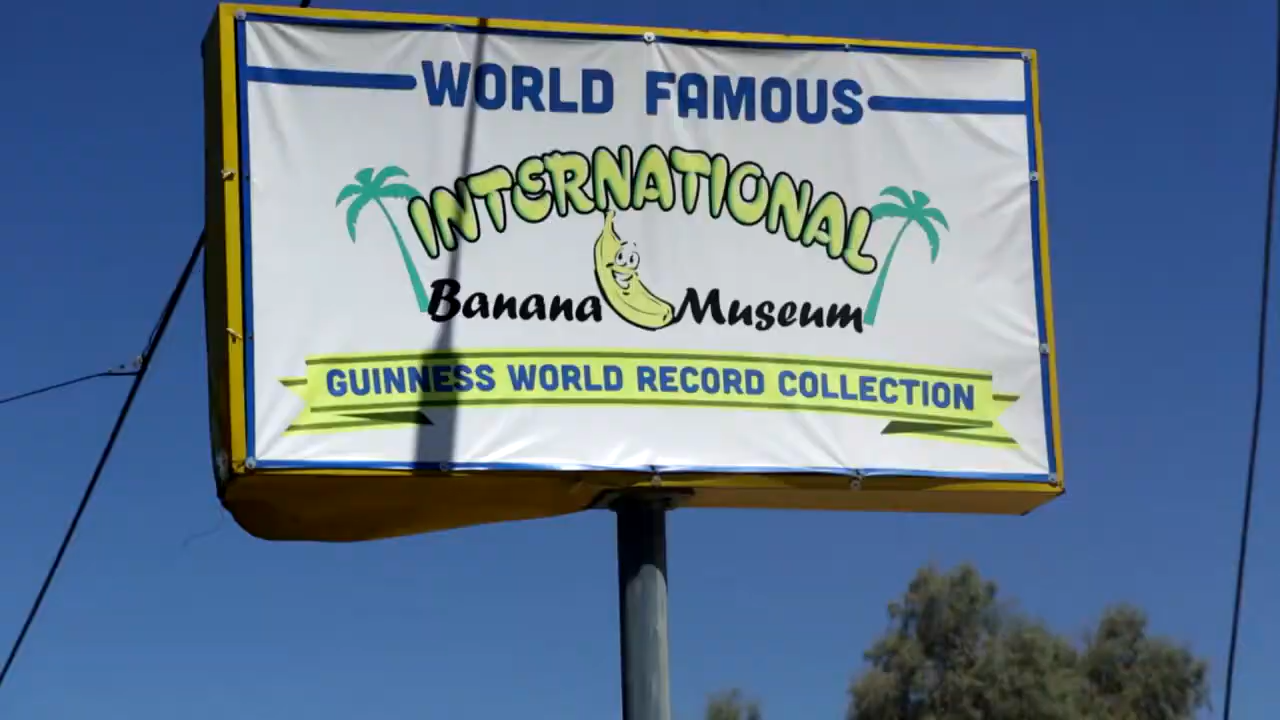 WORLD FAMOUS
INTERNATIONAL
Banana Museum
GUINNESS WORLD RECORD COLLECTION